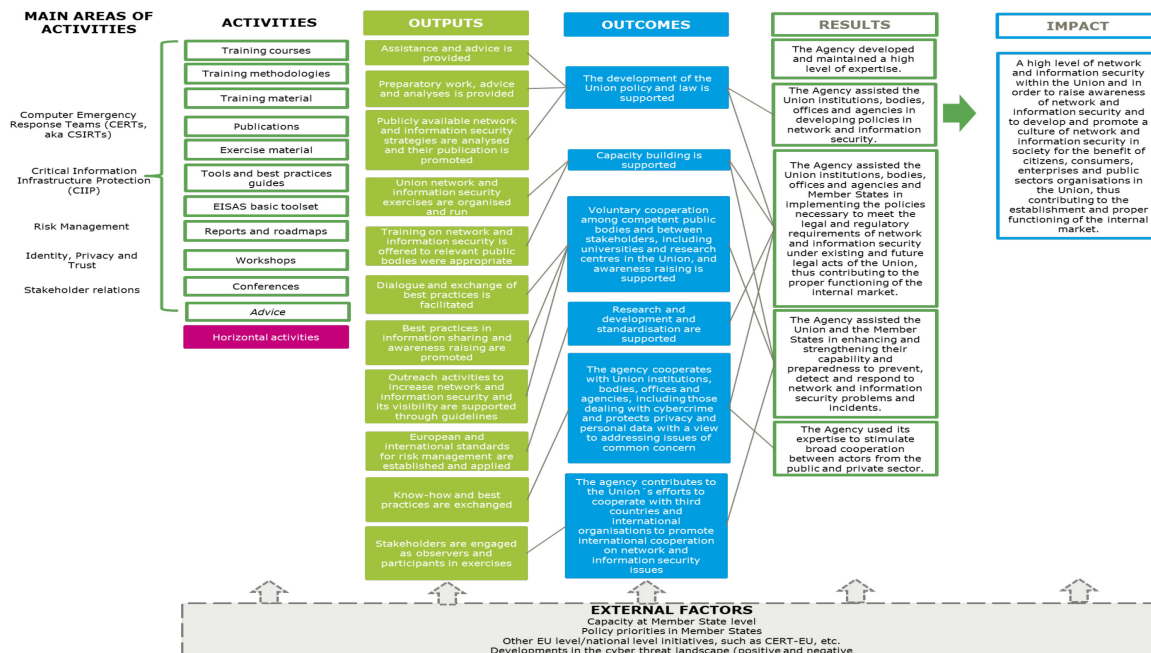 MAIN AREAS OF
ACTIVITIES
Computer Emergency
Response Teams (CERTs,
aka CSIRTs)
Critical Information
Infrastructure Protection
(CIIP)
Risk Management
Identity, Privacy and
Trust
Stakeholder relations
ACTIVITIES
Training courses
Training methodologies
Training material
Publications
Exercise material
Tools and best practices
guides
EISAS basic toolset
Reports and roadmaps
Workshops
Conferences
Advice
Horizontal activities
OUTPUTS
Assistance and advice is
provided
Preparatory work, advice
and analyses is provided
Publicly available network
and information security
strategies are analysed
and their publication is
promoted
Union network and
information security
exercises are organised
and run
Training on network and
information security is
offered to relevant public
bodies were appropriate
Dialogue and exchange of
best practices is
facilitated
Best practices in
information sharing and
awareness raising are
promoted
Outreach activities to
increase network and
information security and
its visibility are supported
through guidelines
European and
international standards
for risk management are
established and applied
Know-how and best
practices are exchanged
Stakeholders are engaged
as observers and
participants in exercises
OUTCOMES
The development of the
Union policy and law is
supported
Capacity building is
supported
Voluntary cooperation
among competent public
bodies and between
stakeholders, including
universities and research
centres in the Union, and
awareness raising is
supported
Research and
development and
standardisation are
supported
The agency cooperates
with Union institutions,
bodies, offices and
agencies, including those
dealing with cybercrime
and protects privacy and
personal data with a view
to addressing issues of
common concern
The agency contributes to
the Union´s efforts to
cooperate with third
countries and
international
organisations to promote
international cooperation
on network and
information security
issues
RESULTS
The Agency developed
and maintained a high
level of expertise.
The Agency assisted the
Union institutions, bodies,
offices and agencies in
developing policies in
network and information
security.
The Agency assisted the
Union institutions, bodies,
offices and agencies and
Member States in
implementing the policies
necessary to meet the
legal and regulatory
requirements of network
and information security
under existing and future
legal acts of the Union,
thus contributing to the
proper functioning of the
internal market.
The Agency assisted the
Union and the Member
States in enhancing and
strengthening their
capability and
preparedness to prevent,
detect and respond to
network and information
security problems and
incidents.
The Agency used its
expertise to stimulate
broad cooperation
between actors from the
public and private sector.
IMPACT
A high level of network
and information security
within the Union and in
order to raise awareness
of network and
information security and
to develop and promote a
culture of network and
information security in
society for the benefit of
citizens, consumers,
enterprises and public
sectors organisations in
the Union, thus
contributing to the
establishment and proper
functioning of the internal
market.
EXTERNAL FACTORS
Capacity at Member State level
Policy priorities in Member States
Other EU level/national level initiatives, such as CERT-EU, etc.
Developments in the cyber threat landscape (positive and negative